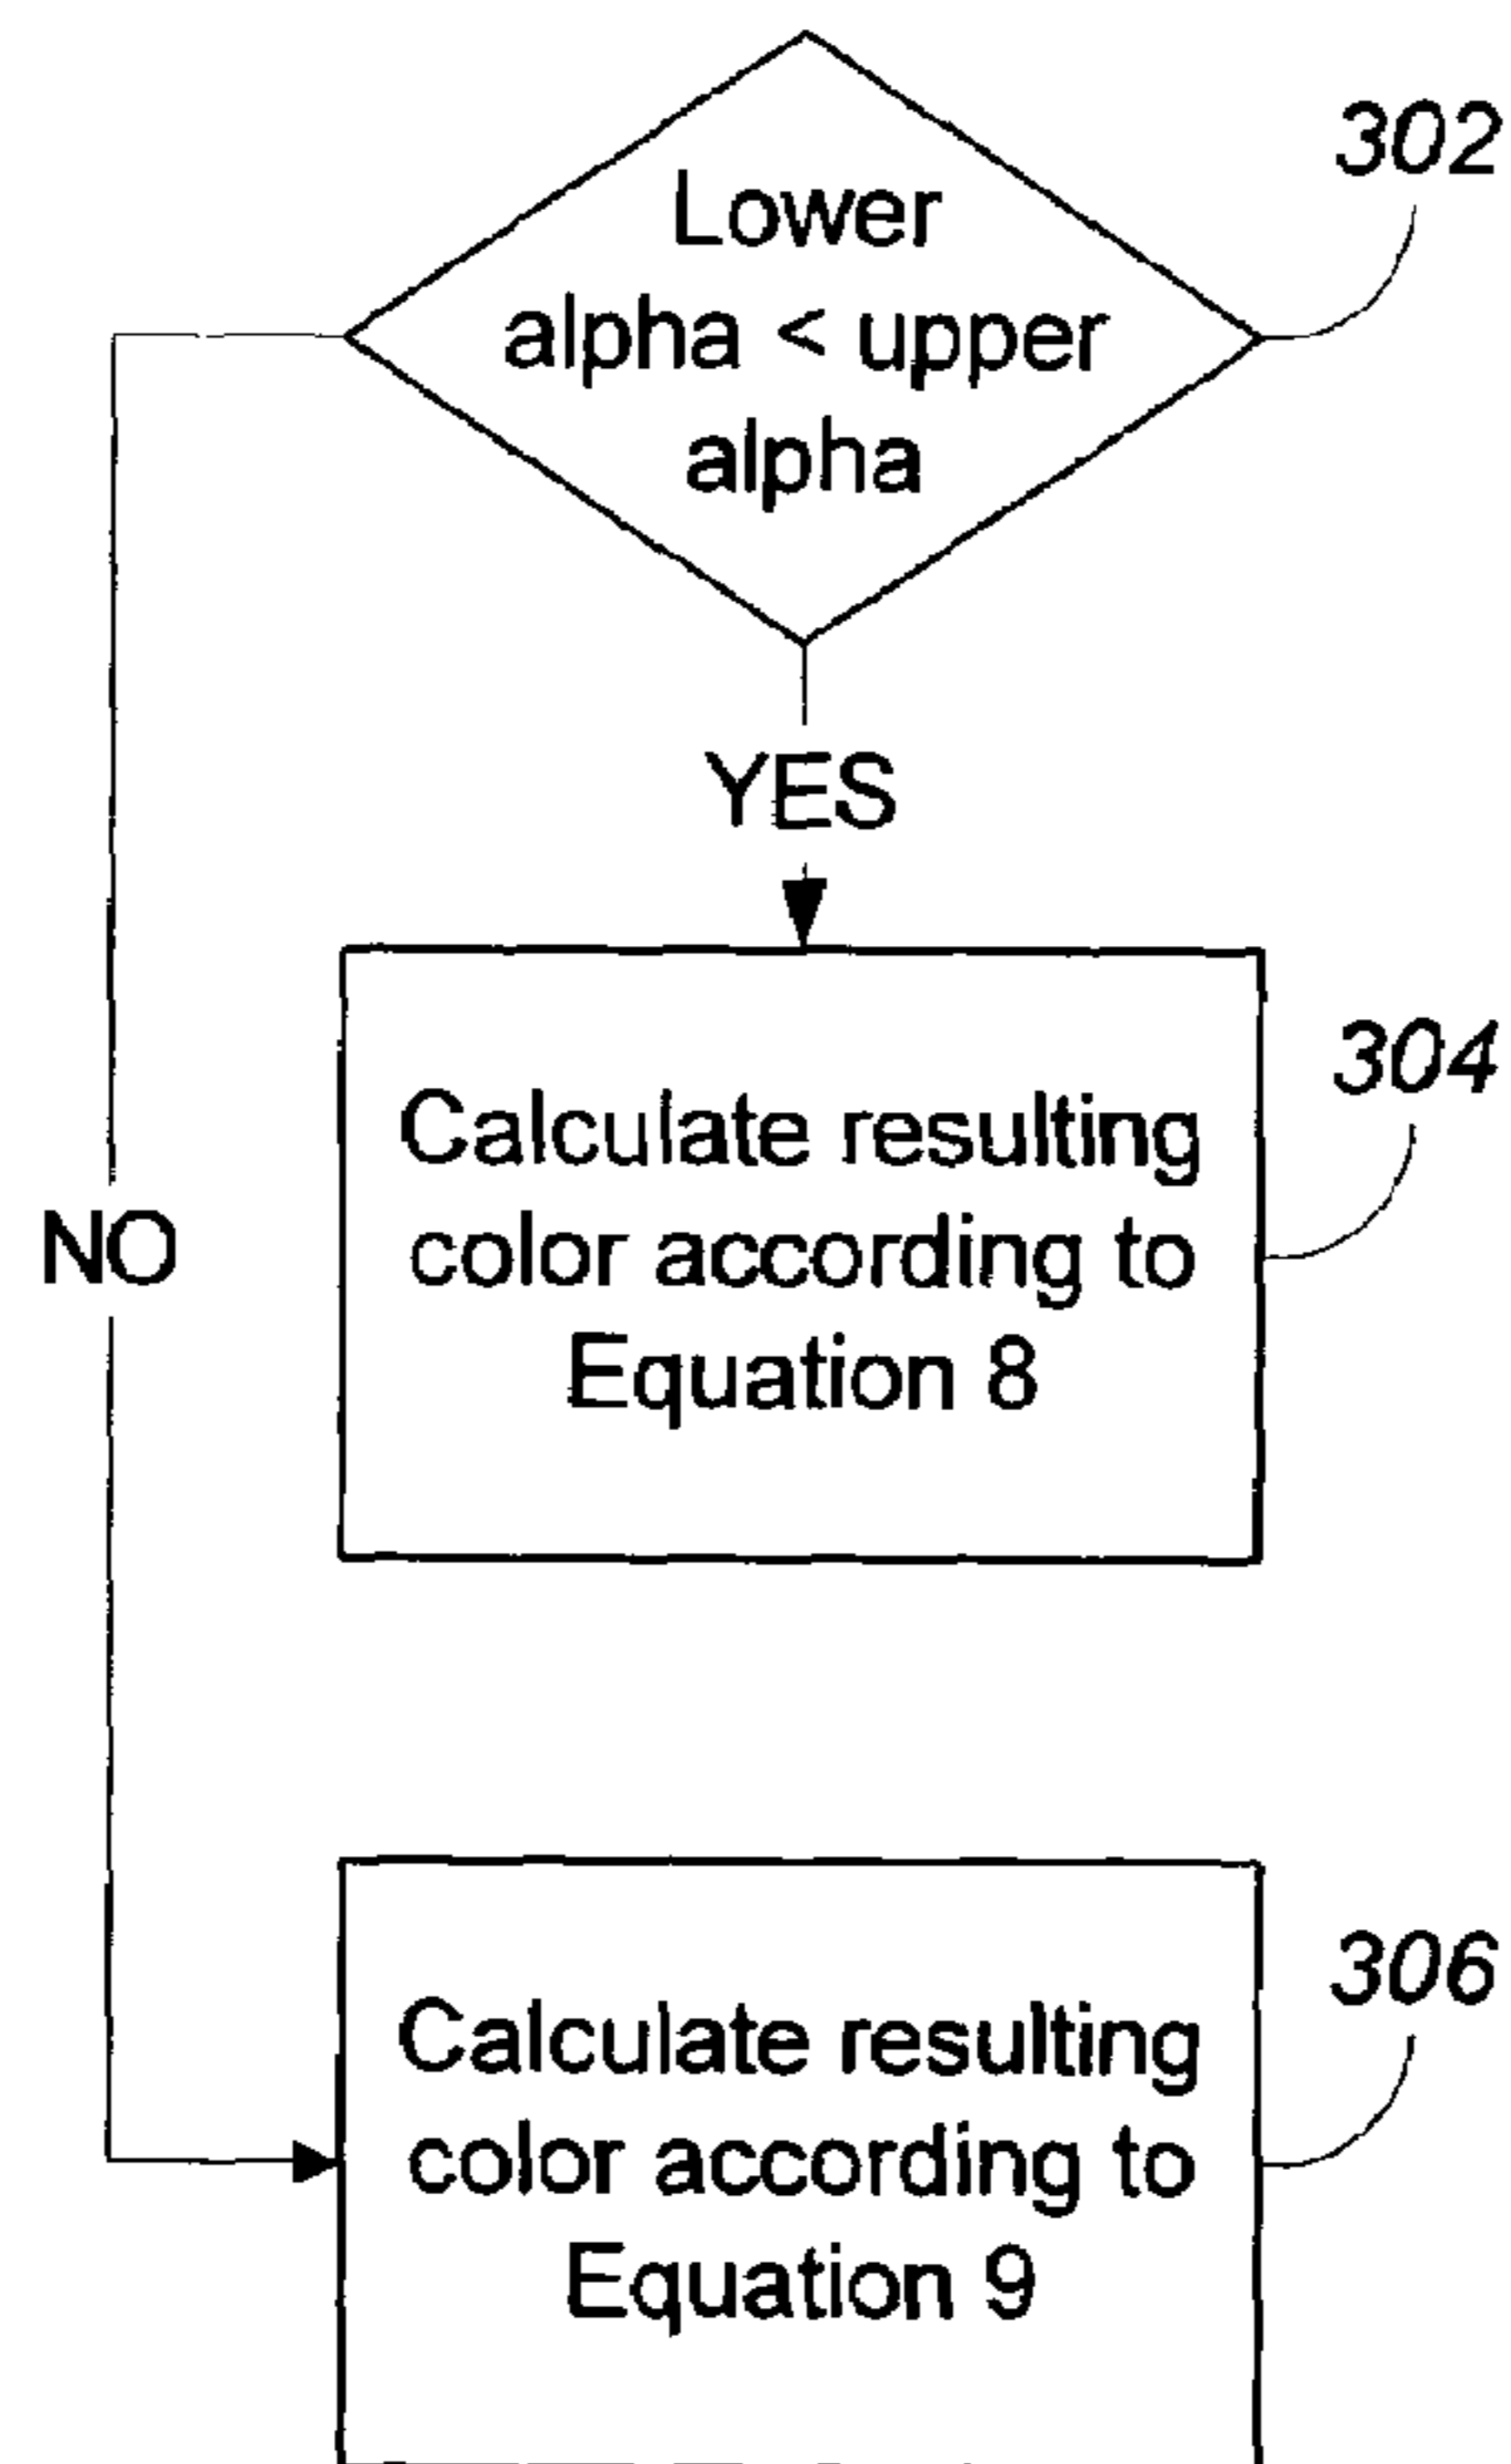 302
Lower
alpha < upper
alpha
YES
304
Calculate resulting
color according to
Equation 8
NO
306
Calculate resulting
color according to
Equation 9